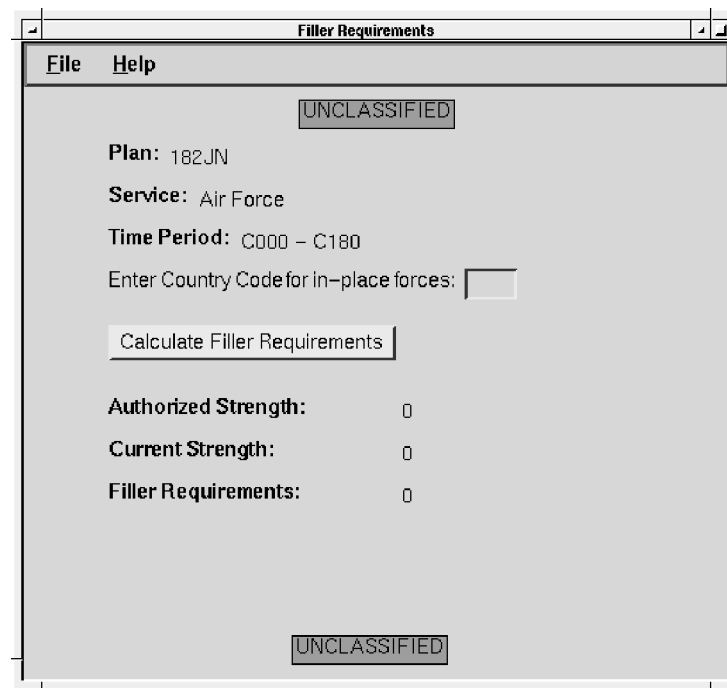 Filler Requirements
File Help
UNCLASSIFIED
Plan: 182JN
Service: Air Force
Time Period: C000 - C180
Enter Country Code for in-place forces:
Calculate Filler Requirements
Authorized Strength: 0
Current Strength: 0
Filler Requirements: 0
UNCLASSIFIED